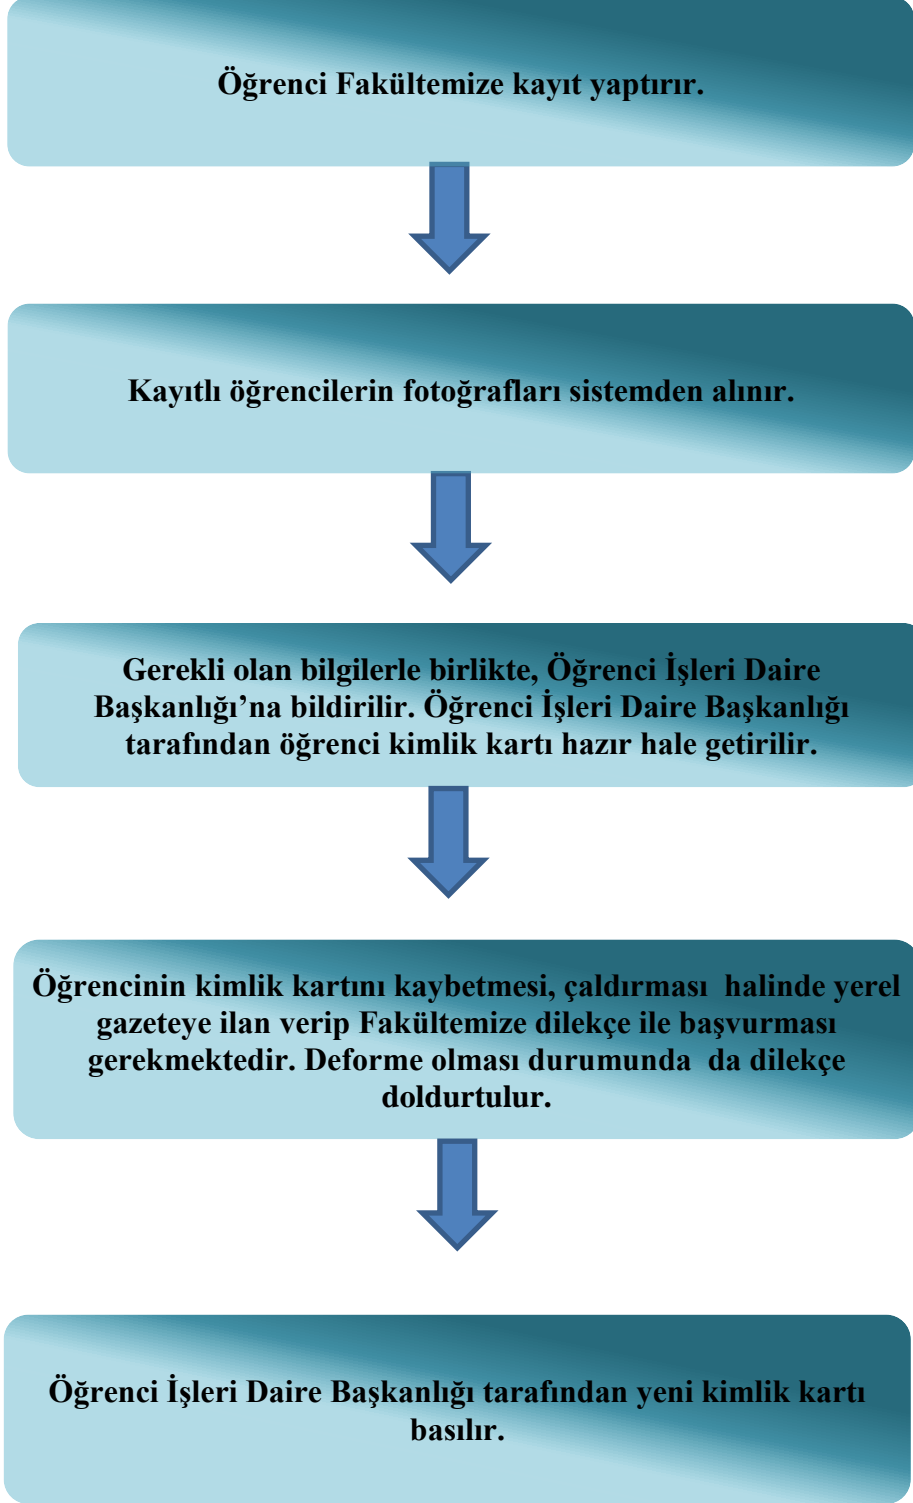 Öğrenci Fakültemize kayıt yaptırır.
Kayıtlı öğrencilerin fotoğrafları sistemden alınır.
Gerekli olan bilgilerle birlikte, Öğrenci İşleri Daire
Başkanlığı’na bildirilir. Öğrenci İşleri Daire Başkanlığı
tarafından öğrenci kimlik kartı hazır hale getirilir.
Öğrencinin kimlik kartını kaybetmesi, çaldırması  halinde yerel
gazeteye ilan verip Fakültemize dilekçe ile başvurması
gerekmektedir. Deforme olması durumunda  da dilekçe
doldurtulur.
Öğrenci İşleri Daire Başkanlığı tarafından yeni kimlik kartı
basılır.